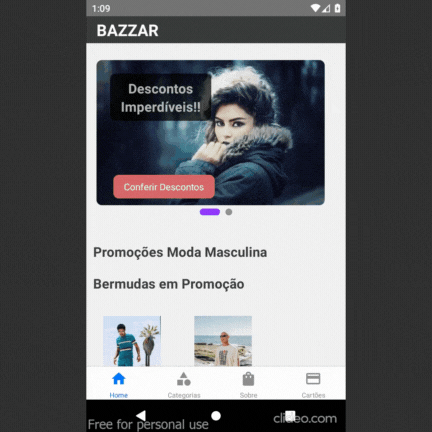 1:09
BAZZAR
Descontos
Imperdíveis!!
Conferir Descontos
Promoções Moda Masculina
Bermudas em Promoção
Home
Categorias
Sobre
Cartões
Free for personal use
clideo.com